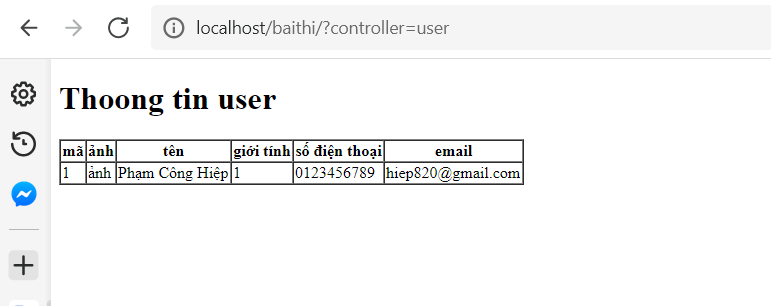 localhost/baithi/?controller=user
Thoong tin user
mã ảnh tên giới tính số điện thoại email
1 ảnh Phạm Công Hiệp 1 0123456789 hiep820@gmail.com